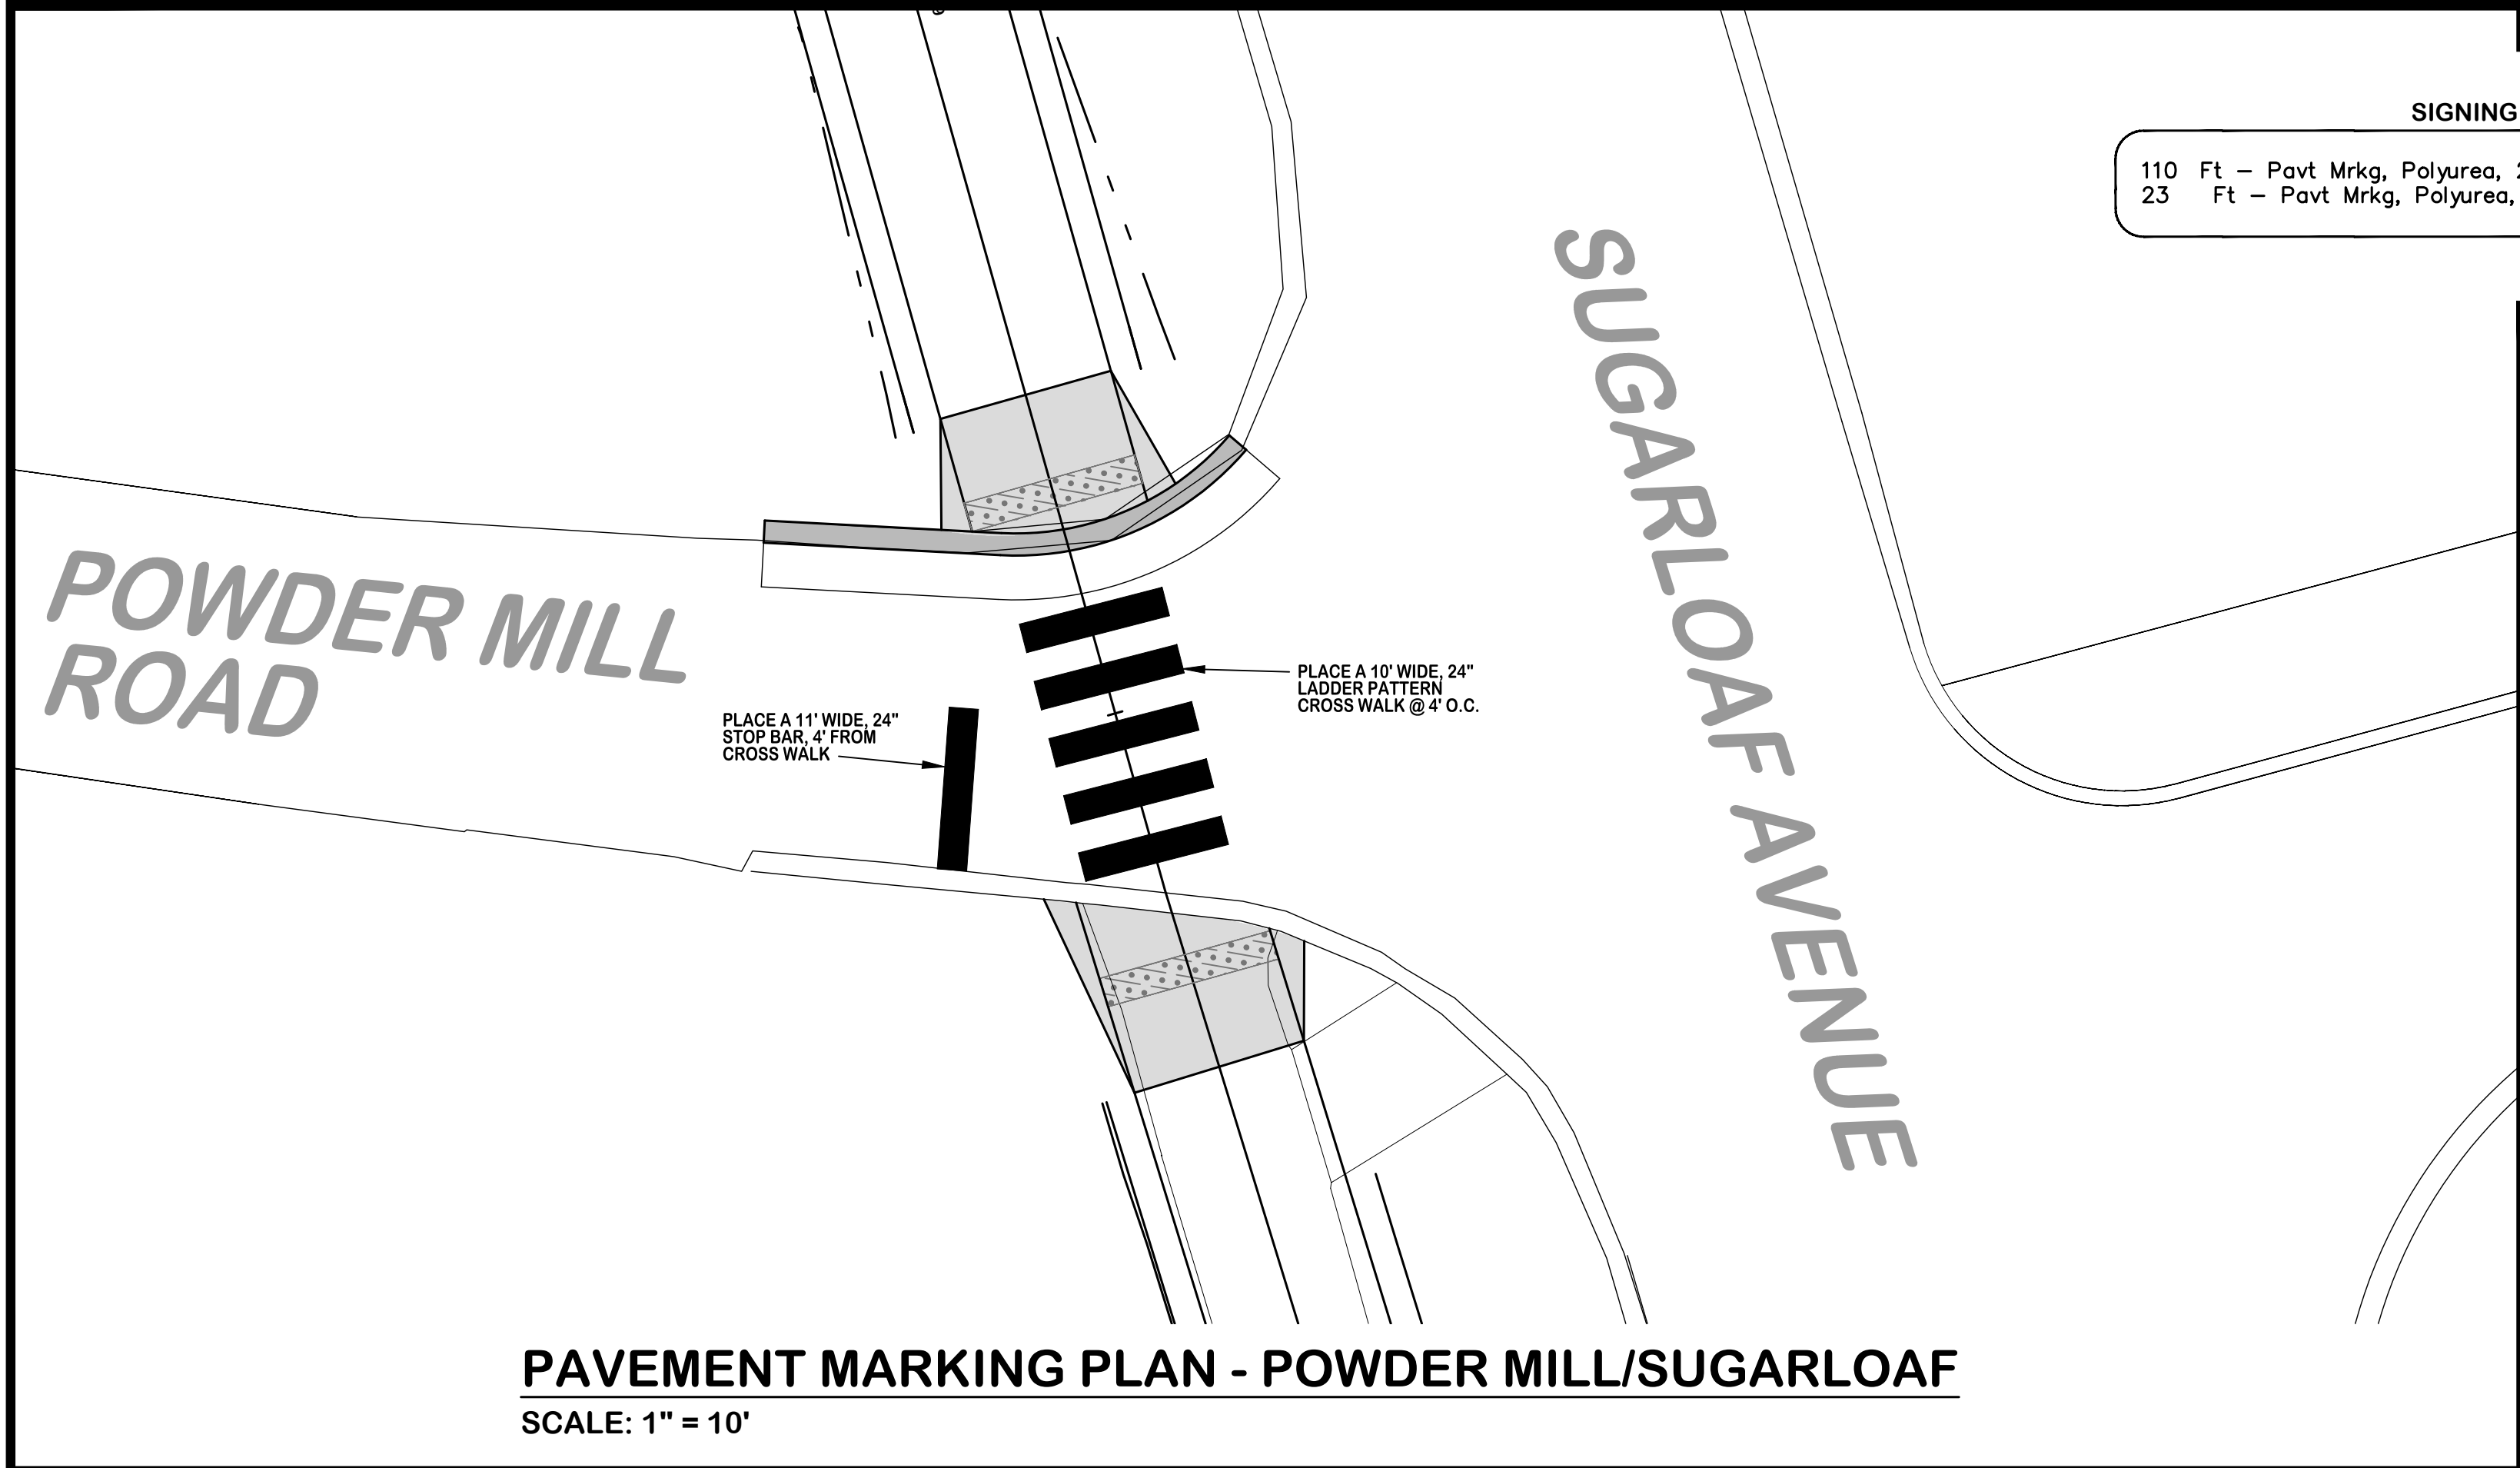 SIGNING
110 Ft – Pavt Mrkg, Polyurea,
23 Ft – Pavt Mrkg, Polyurea,
SUGARLOAF AVENUE
POWDER MILL
ROAD
PLACE A 10' WIDE, 24"
LADDER PATTERN
CROSS WALK @ 4' O.C.
PLACE A 11' WIDE, 24"
STOP BAR, 4' FROM
CROSS WALK
PAVEMENT MARKING PLAN - POWDER MILL/SUGARLOAF
SCALE: 1" = 10'